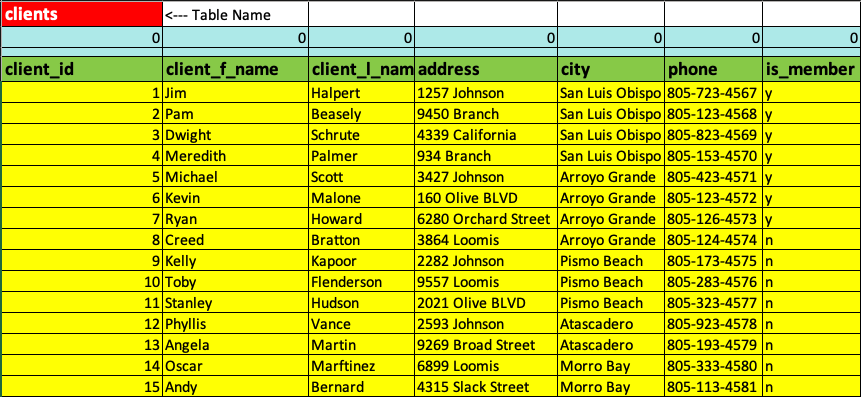 clients <--- Table Name
0 0 0 0 0 0 0
client_id client_f_name client_l_nam address city phone is_member
1 Jim Halpert 1257 Johnson San Luis Obispo 805-723-4567 y
2 Pam Beasely 9450 Branch San Luis Obispo 805-123-4568 y
3 Dwight Schrute 4339 California San Luis Obispo 805-823-4569 y
4 Meredith Palmer 934 Branch San Luis Obispo 805-153-4570 y
5 Michael Scott 3427 Johnson Arroyo Grande 805-423-4571 y
6 Kevin Malone 160 Olive BLVD Arroyo Grande 805-123-4572 y
7 Ryan Howard 6280 Orchard Street Arroyo Grande 805-126-4573 y
8 Creed Bratton 3864 Loomis Arroyo Grande 805-124-4574 n
9 Kelly Kapoor 2282 Johnson Pismo Beach 805-173-4575 n
10 Toby Flenderson 9557 Loomis Pismo Beach 805-283-4576 n
11 Stanley Hudson 2021 Olive BLVD Pismo Beach 805-323-4577 n
12 Phyllis Vance 2593 Johnson Atascadero 805-923-4578 n
13 Angela Martin 9269 Broad Street Atascadero 805-193-4579 n
14 Oscar Marftinez 6899 Loomis Morro Bay 805-333-4580 n
15 Andy Bernard 4315 Slack Street Morro Bay 805-113-4581 n